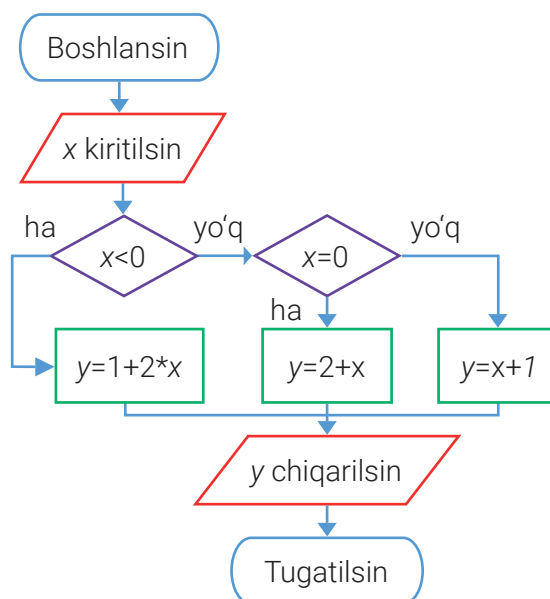 Boshlansin
x kiritilsin
ha
yo‘q
yo‘q
x<0
x=0
ha
y=1+2*x
y=2+x
y=x+1
y chiqarilsin
Tugatilsin